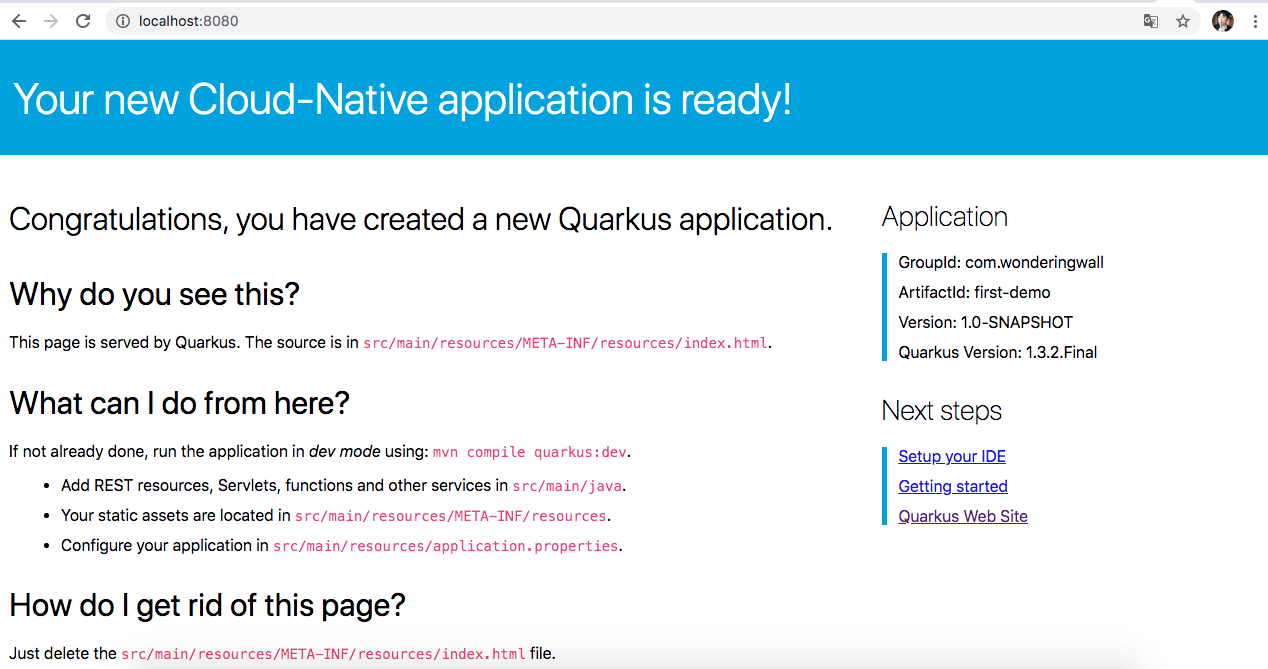 localhost:8080
Your new Cloud-Native application is ready!
Congratulations, you have created a new Quarkus application.
Why do you see this?
This page is served by Quarkus. The source is in src/main/resources/META-INF/resources/index.html.
What can I do from here?
If not already done, run the application in dev mode using: mvn compile quarkus:dev.
• Add REST resources, Servlets, functions and other services in src/main/java.
• Your static assets are located in src/main/resources/META-INF/resources.
• Configure your application in src/main/resources/application.properties.
How do I get rid of this page?
Just delete the src/main/resources/META-INF/resources/index.html file.
Application
GroupId: com.wonderingwall
ArtifactId: first-demo
Version: 1.0-SNAPSHOT
Quarkus Version: 1.3.2.Final
Next steps
Setup your IDE
Getting started
Quarkus Web Site